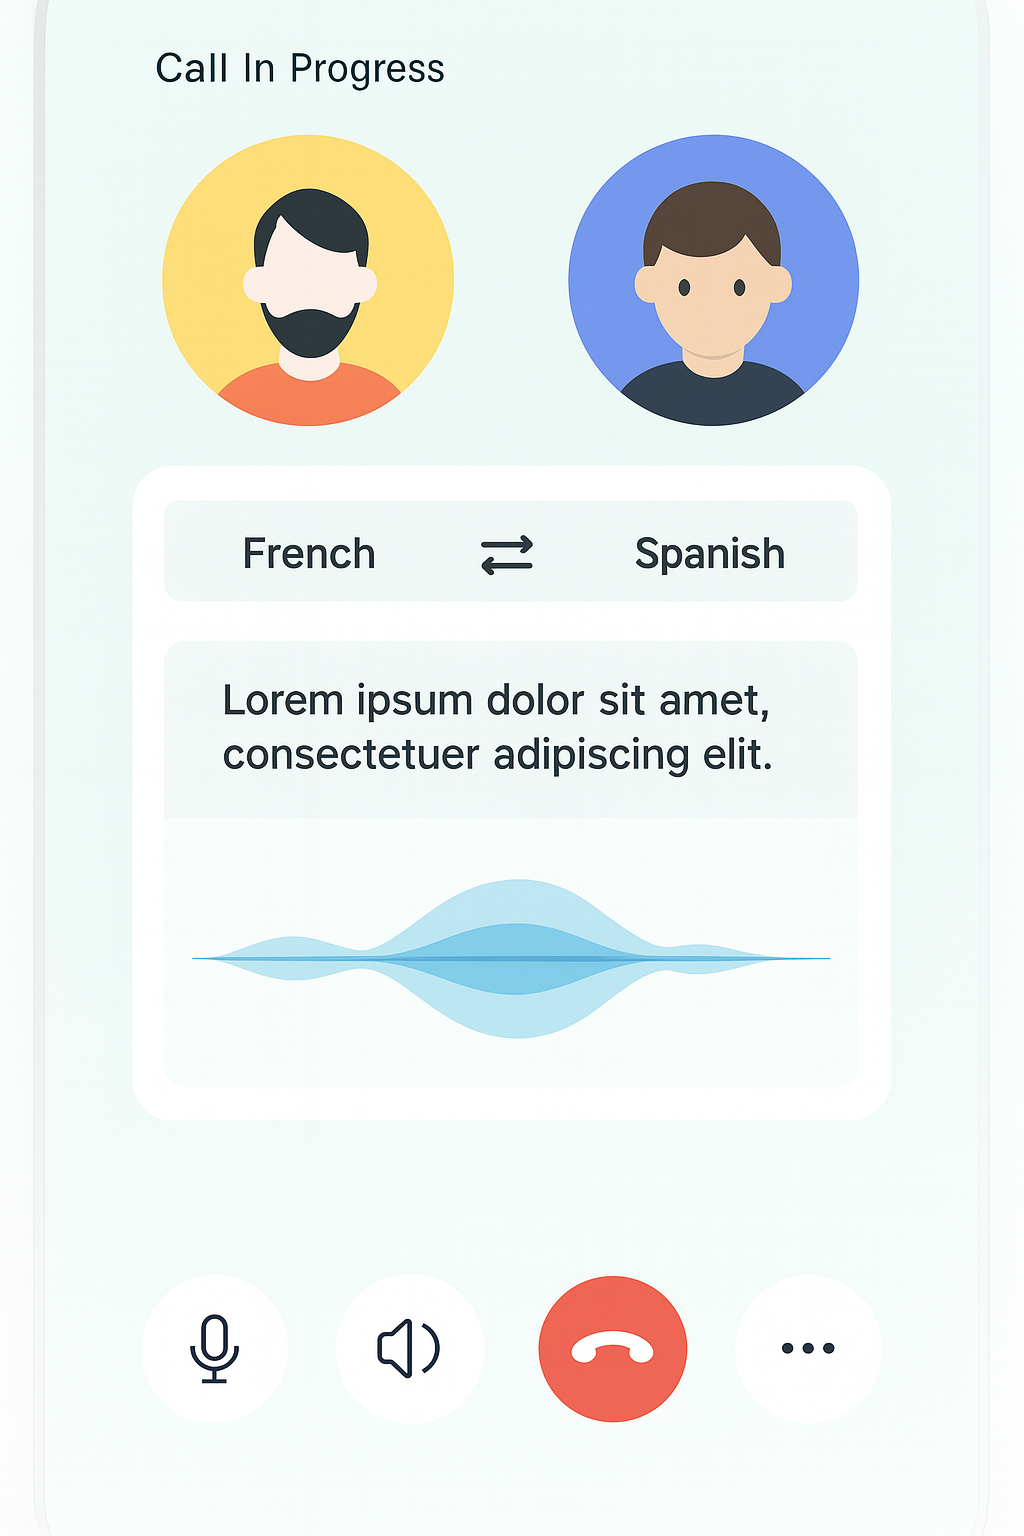 Call In Progress
French
Spanish
Lorem ipsum dolor sit amet,
consectetuer adipiscing elit.